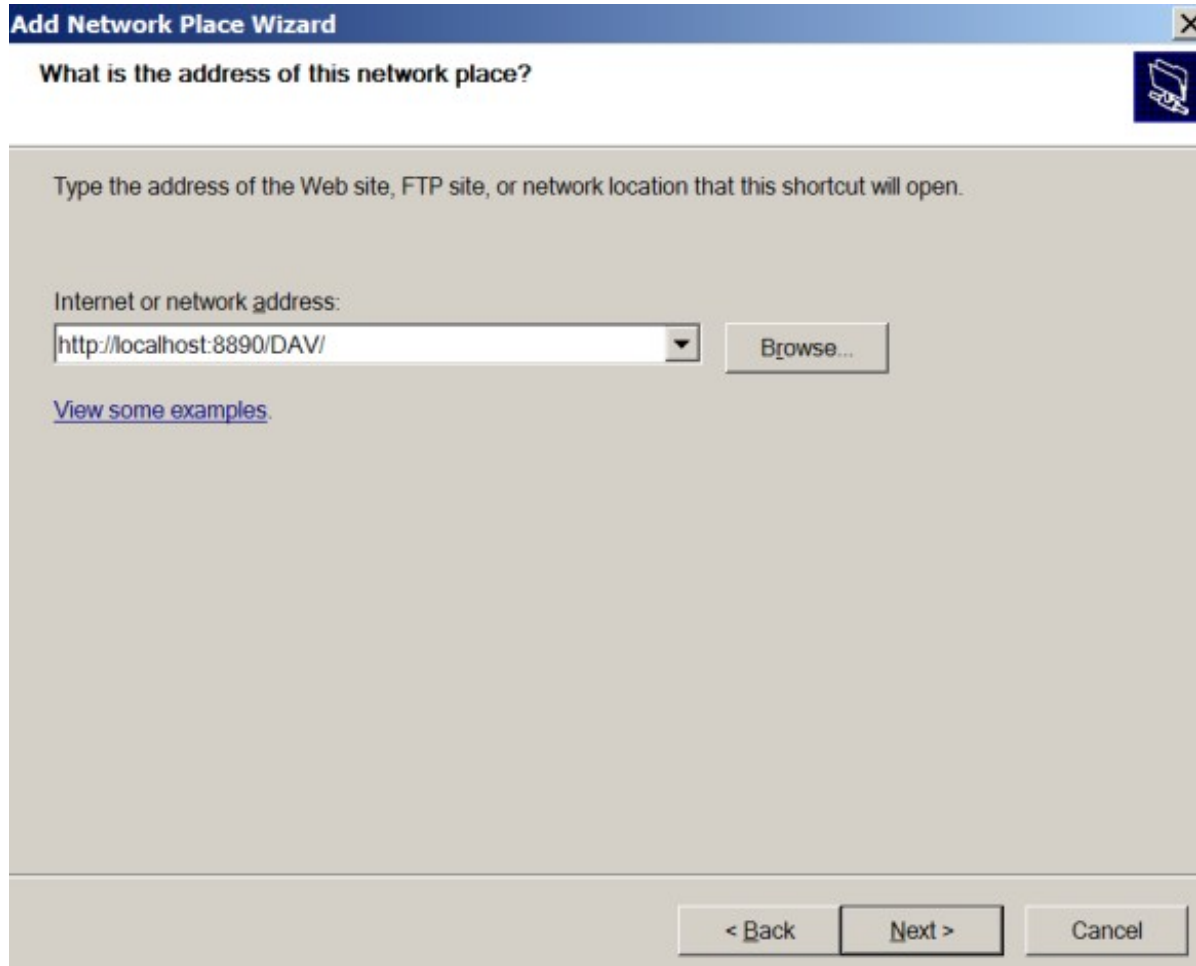 Add Network Place Wizard
What is the address of this network place?
Type the address of the Web site, FTP site, or network location that this shortcut will open.
Internet or network address:
http://localhost:8890/DAV/
Browse...
View some examples.
< Back
Next >
Cancel